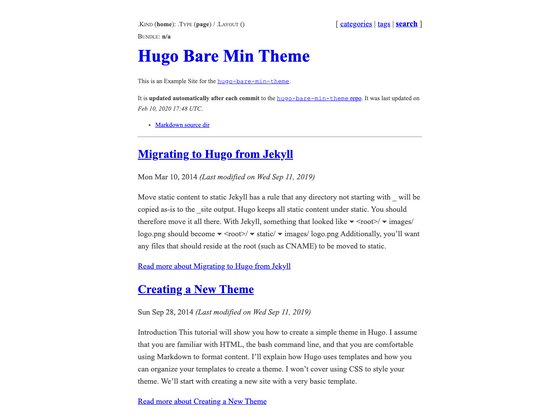 .Kind (home): .Type (page) / .Layout () [ categories | tags | search ]
Bundle: n/a
Hugo Bare Min Theme
This is an Example Site for the hugo-bare-min-theme.
It is updated automatically after each commit to the hugo-bare-min-theme repo. It was last updated on
Feb 10, 2020 17:48 UTC.
• Markdown source dir
Migrating to Hugo from Jekyll
Mon Mar 10, 2014 (Last modified on Wed Sep 11, 2019)
Move static content to static Jekyll has a rule that any directory not starting with _ will be
copied as-is to the _site output. Hugo keeps all static content under static. You should
therefore move it all there. With Jekyll, something that looked like ▾ <root>/ ▾ images/
logo.png should become ▾ <root>/ ▾ static/ ▾ images/ logo.png Additionally, you’ll want
any files that should reside at the root (such as CNAME) to be moved to static.
Read more about Migrating to Hugo from Jekyll
Creating a New Theme
Sun Sep 28, 2014 (Last modified on Wed Sep 11, 2019)
Introduction This tutorial will show you how to create a simple theme in Hugo. I assume
that you are familiar with HTML, the bash command line, and that you are comfortable
using Markdown to format content. I’ll explain how Hugo uses templates and how you
can organize your templates to create a theme. I won’t cover using CSS to style your
theme. We’ll start with creating a new site with a very basic template.
Read more about Creating a New Theme